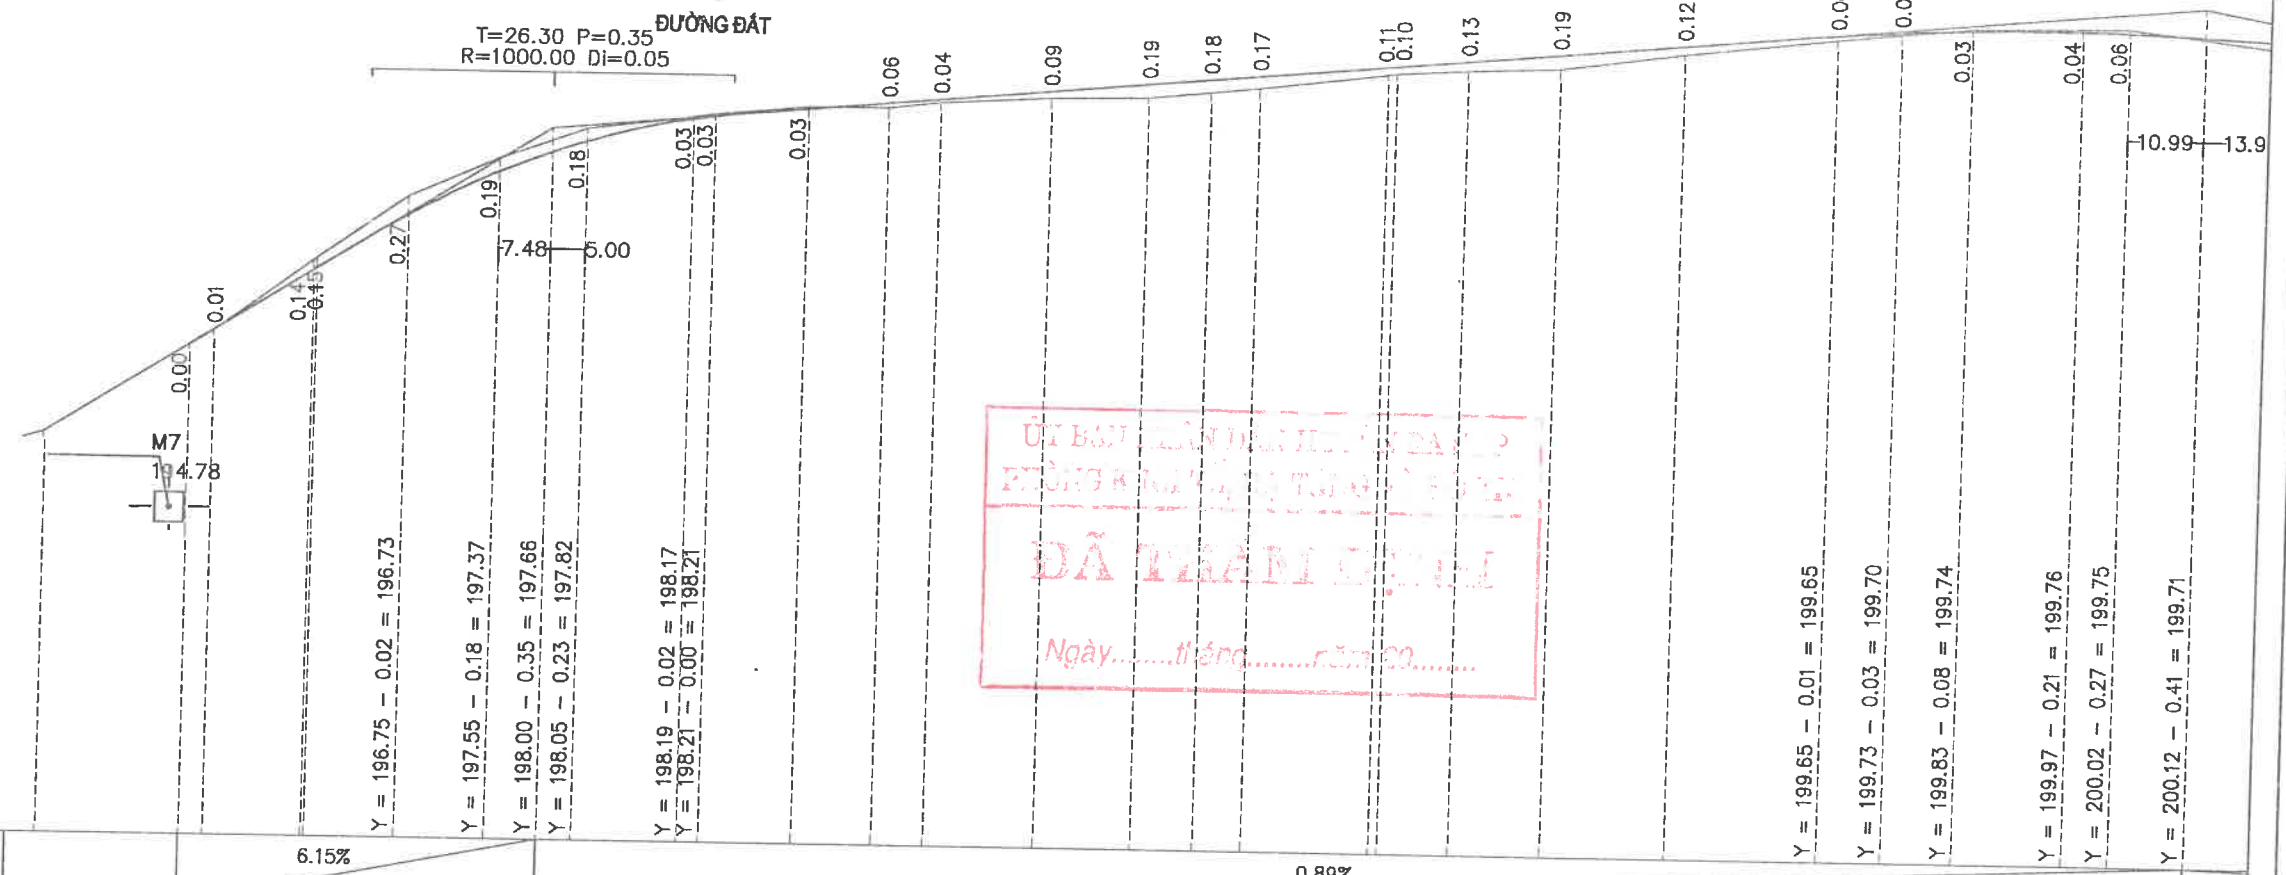 ĐƯỜNG ĐẤT
T=26.30 P=0.35
R=1000.00 Di=0.05
0.00
0.01
0.14
0.15
0.27
0.19
0.18
0.03
0.03
0.03
0.06
0.04
0.09
0.19
0.18
0.17
0.11
0.10
0.13
0.19
0.12
0.03
0.04
0.06
7.48
5.00
10.99
13.9
M7
194.78
Y = 196.75 - 0.02 = 196.73
Y = 197.55 - 0.18 = 197.37
Y = 198.00 - 0.35 = 197.66
Y = 198.05 - 0.23 = 197.82
Y = 198.19 - 0.02 = 198.17
Y = 198.21 - 0.00 = 198.21
Y = 199.65 - 0.01 = 199.65
Y = 199.73 - 0.03 = 199.70
Y = 199.83 - 0.08 = 199.74
Y = 199.97 - 0.21 = 199.76
Y = 200.02 - 0.27 = 199.75
Y = 200.12 - 0.41 = 199.71
ĐÃ THẨM ĐỊNH
Ngày........tháng........năm 20........
6.15%
0.89%